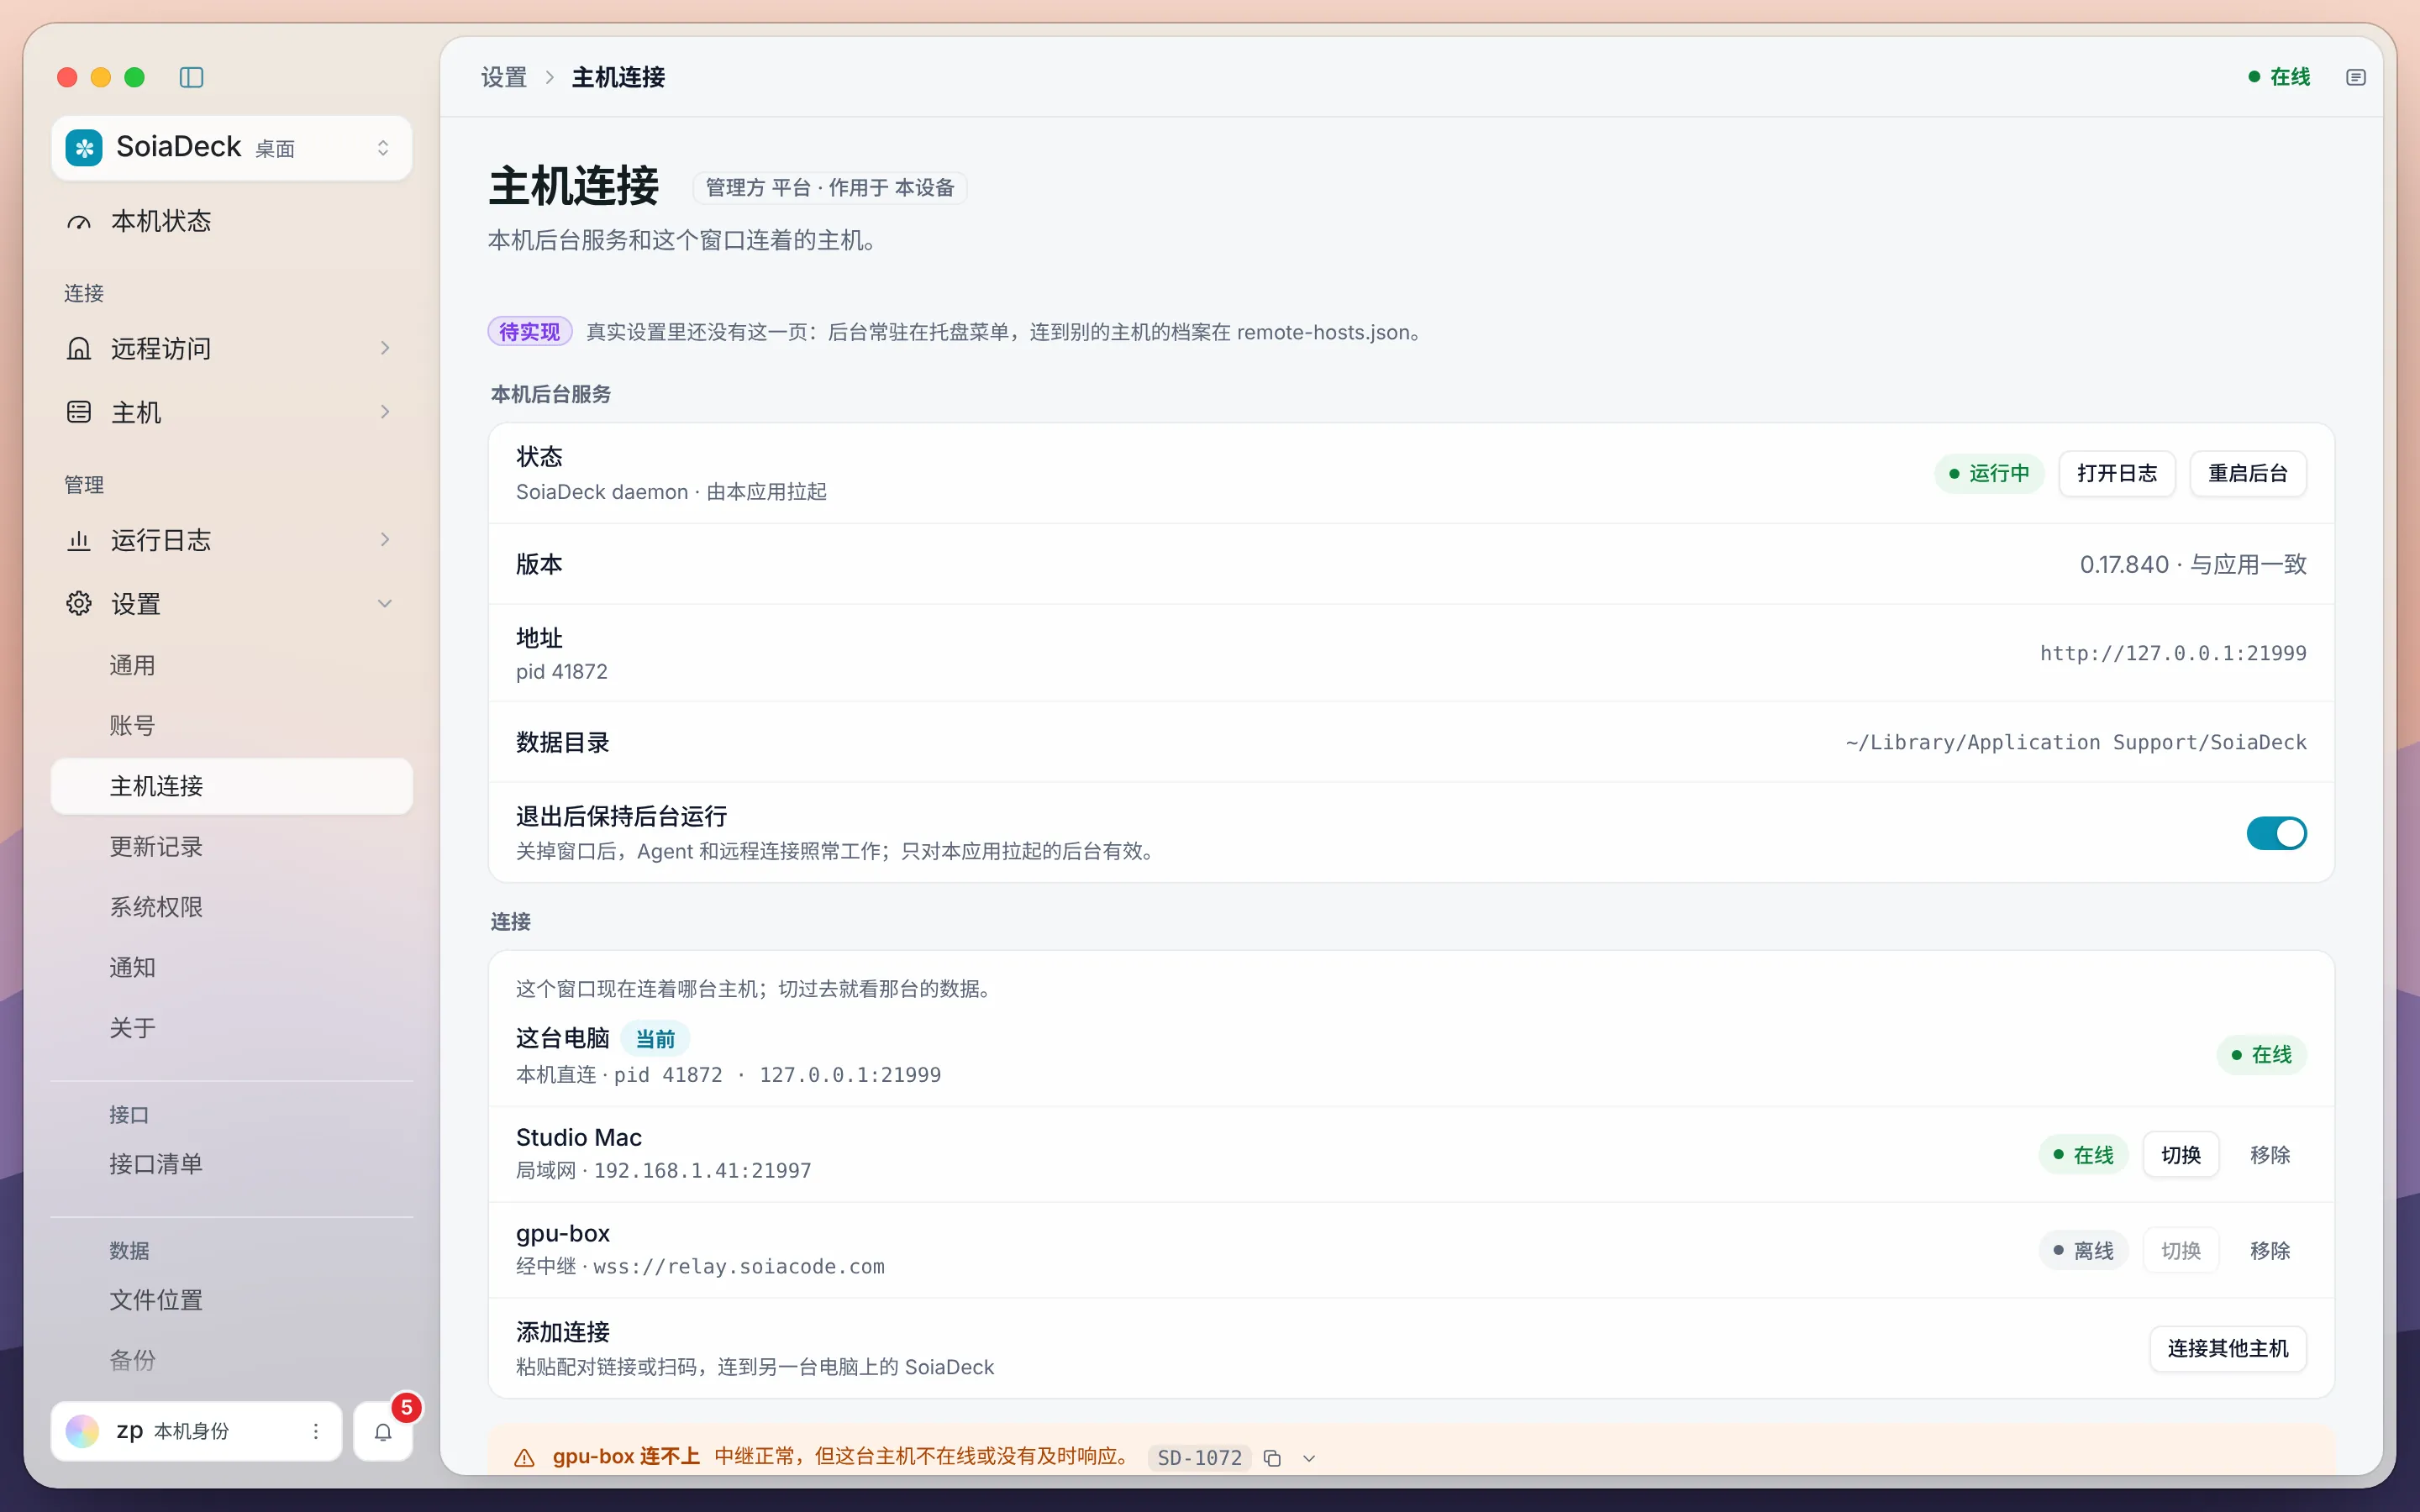 SoiaDeck 桌面
本机状态
连接
远程访问
主机
管理
运行日志
设置
通用
账号
主机连接
更新记录
系统权限
通知
关于
接口
接口清单
数据
文件位置
备份
zp 本机身份
5
设置 > 主机连接
在线
主机连接 管理方 平台 · 作用于 本设备
本机后台服务和这个窗口连着的主机。
待实现 真实设置里还没有这一页：后台常驻在托盘菜单，连到别的主机的档案在 remote-hosts.json。
本机后台服务
状态
SoiaDeck daemon · 由本应用拉起
运行中 打开日志 重启后台
版本 0.17.840 · 与应用一致
地址
pid 41872
http://127.0.0.1:21999
数据目录 ~/Library/Application Support/SoiaDeck
退出后保持后台运行
关掉窗口后，Agent 和远程连接照常工作；只对本应用拉起的后台有效。
连接
这个窗口现在连着哪台主机；切过去就看那台的数据。
这台电脑 当前
本机直连 · pid 41872 · 127.0.0.1:21999
在线
Studio Mac
局域网 · 192.168.1.41:21997
在线 切换 移除
gpu-box
经中继 · wss://relay.soiacode.com
离线 切换 移除
添加连接
粘贴配对链接或扫码，连到另一台电脑上的 SoiaDeck
连接其他主机
gpu-box 连不上 中继正常，但这台主机不在线或没有及时响应。 SD-1072